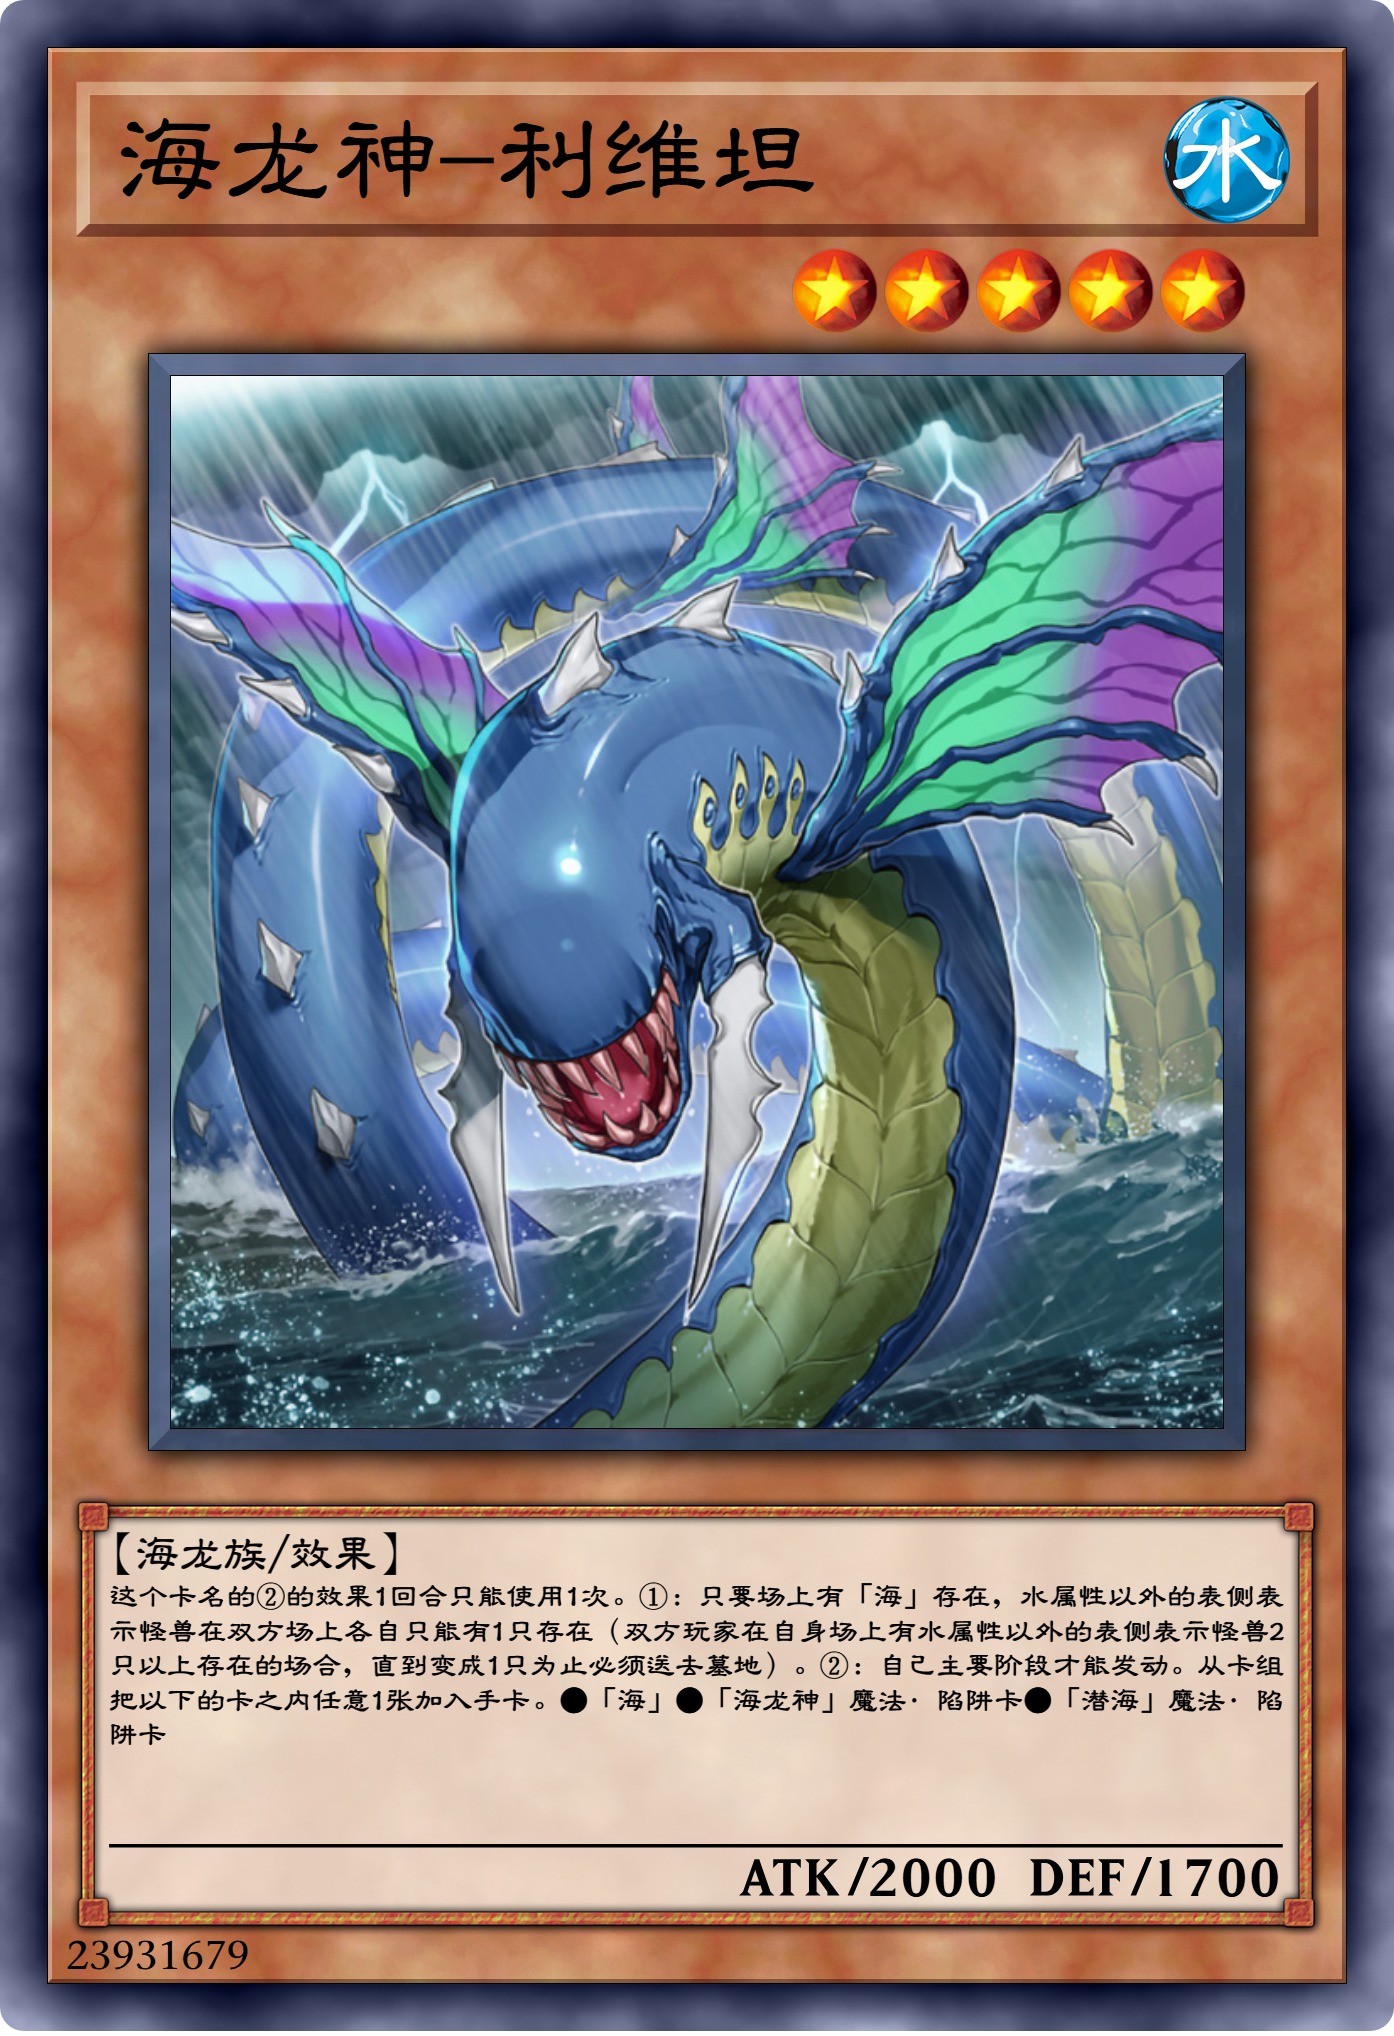 海龙神-利维坦
水
【海龙族/效果】
这个卡名的②的效果1回合只能使用1次。①：只要场上有「海」存在，水属性以外的表侧表
示怪兽在双方场上各自只能有1只存在（双方玩家在自身场上有水属性以外的表侧表示怪兽2
只以上存在的场合，直到变成1只为止必须送去墓地）。②：自己主要阶段才能发动。从卡组
把以下的卡之内任意1张加入手卡。●「海」●「海龙神」魔法·陷阱卡●「潜海」魔法·陷
阱卡
ATK/2000 DEF/1700
23931679